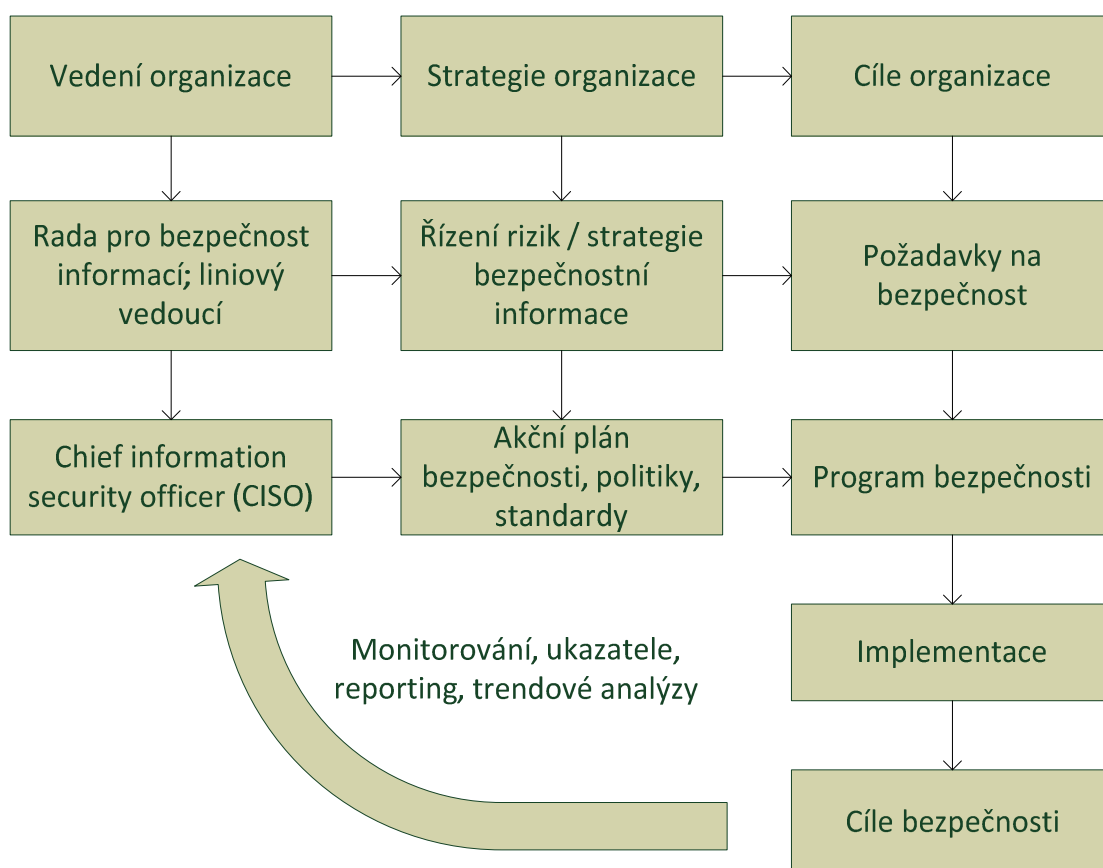 Vedení organizace
Strategie organizace
Cíle organizace
Rada pro bezpečnost
informací; liniový
vedoucí
Řízení rizik / strategie
bezpečnostní
informace
Požadavky na
bezpečnost
Chief information
security officer (CISO)
Akční plán
bezpečnosti, politiky,
standardy
Program bezpečnosti
Monitorování, ukazatele,
reporting, trendové analýzy
Implementace
Cíle bezpečnosti